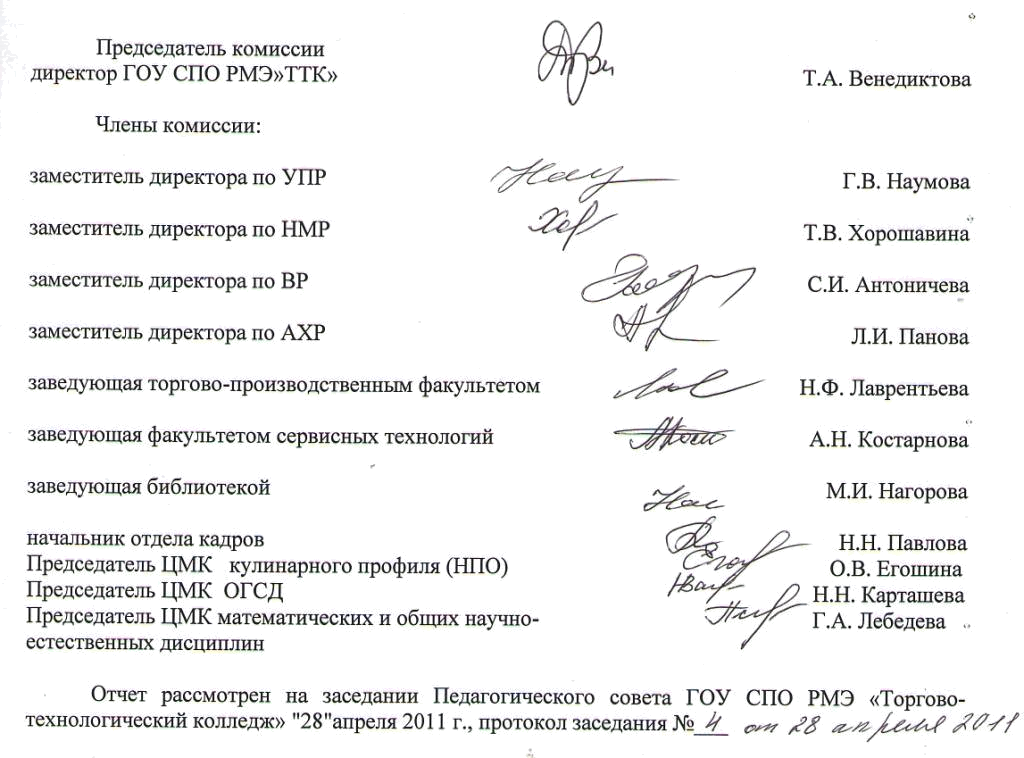 Председатель комиссии
директор ГОУ СПО РМЭ»ТТК» Т.А. Венедиктова
Члены комиссии:
заместитель директора по УПР Г.В. Наумова
заместитель директора по НМР Т.В. Хорошавина
заместитель директора по ВР С.И. Антоничева
заместитель директора по АХР Л.И. Панова
заведующая торгово-производственным факультетом Н.Ф. Лаврентьева
заведующая факультетом сервисных технологий А.Н. Костарнова
заведующая библиотекой М.И. Нагорова
начальник отдела кадров Н.Н. Павлова
Председатель ЦМК кулинарного профиля (НПО) О.В. Егошина
Председатель ЦМК ОГСД Н.Н. Карташева
Председатель ЦМК математических и общих научно- Г.А. Лебедева
естественных дисциплин
Отчет рассмотрен на заседании Педагогического совета ГОУ СПО РМЭ «Торгово-
технологический колледж» "28"апреля 2011 г., протокол заседания № 4 от 28 апреля 2011